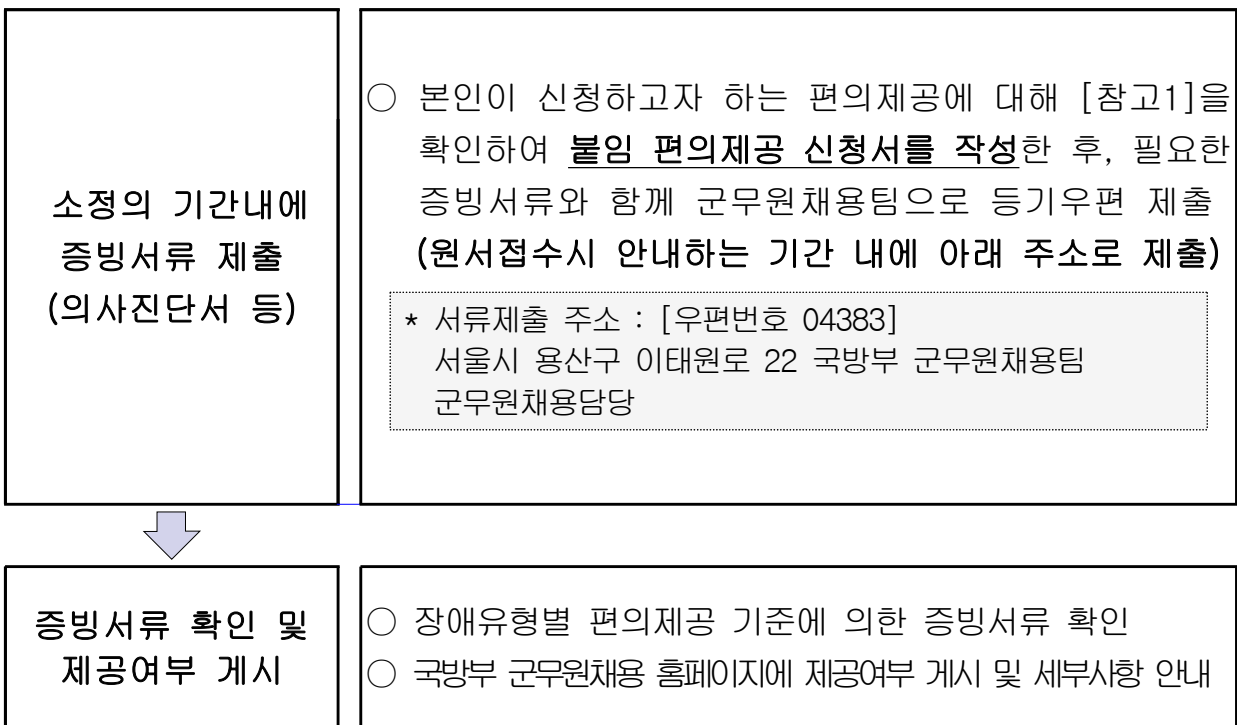 소정의 기간내에
증빙서류 제출
(의사진단서 등)
○ 본인이 신청하고자 하는 편의제공에 대해 [참고1]을
확인하여 붙임 편의제공 신청서를 작성한 후, 필요한
증빙서류와 함께 군무원채용팀으로 등기우편 제출
(원서접수시 안내하는 기간 내에 아래 주소로 제출)
* 서류제출 주소 : [우편번호 04383]
서울시 용산구 이태원로 22 국방부 군무원채용팀
군무원채용담당
증빙서류 확인 및
제공여부 게시
○ 장애유형별 편의제공 기준에 의한 증빙서류 확인
○ 국방부 군무원채용 홈페이지에 제공여부 게시 및 세부사항 안내